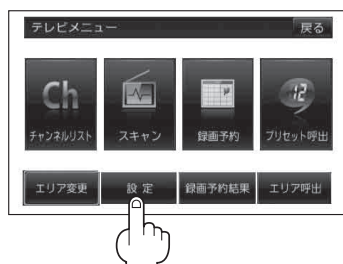 テレビメニュー 戻る
Ch
12
チャンネルリスト スキャン 録画予約 プリセット呼出
エリア変更 設定 録画予約結果 エリア呼出